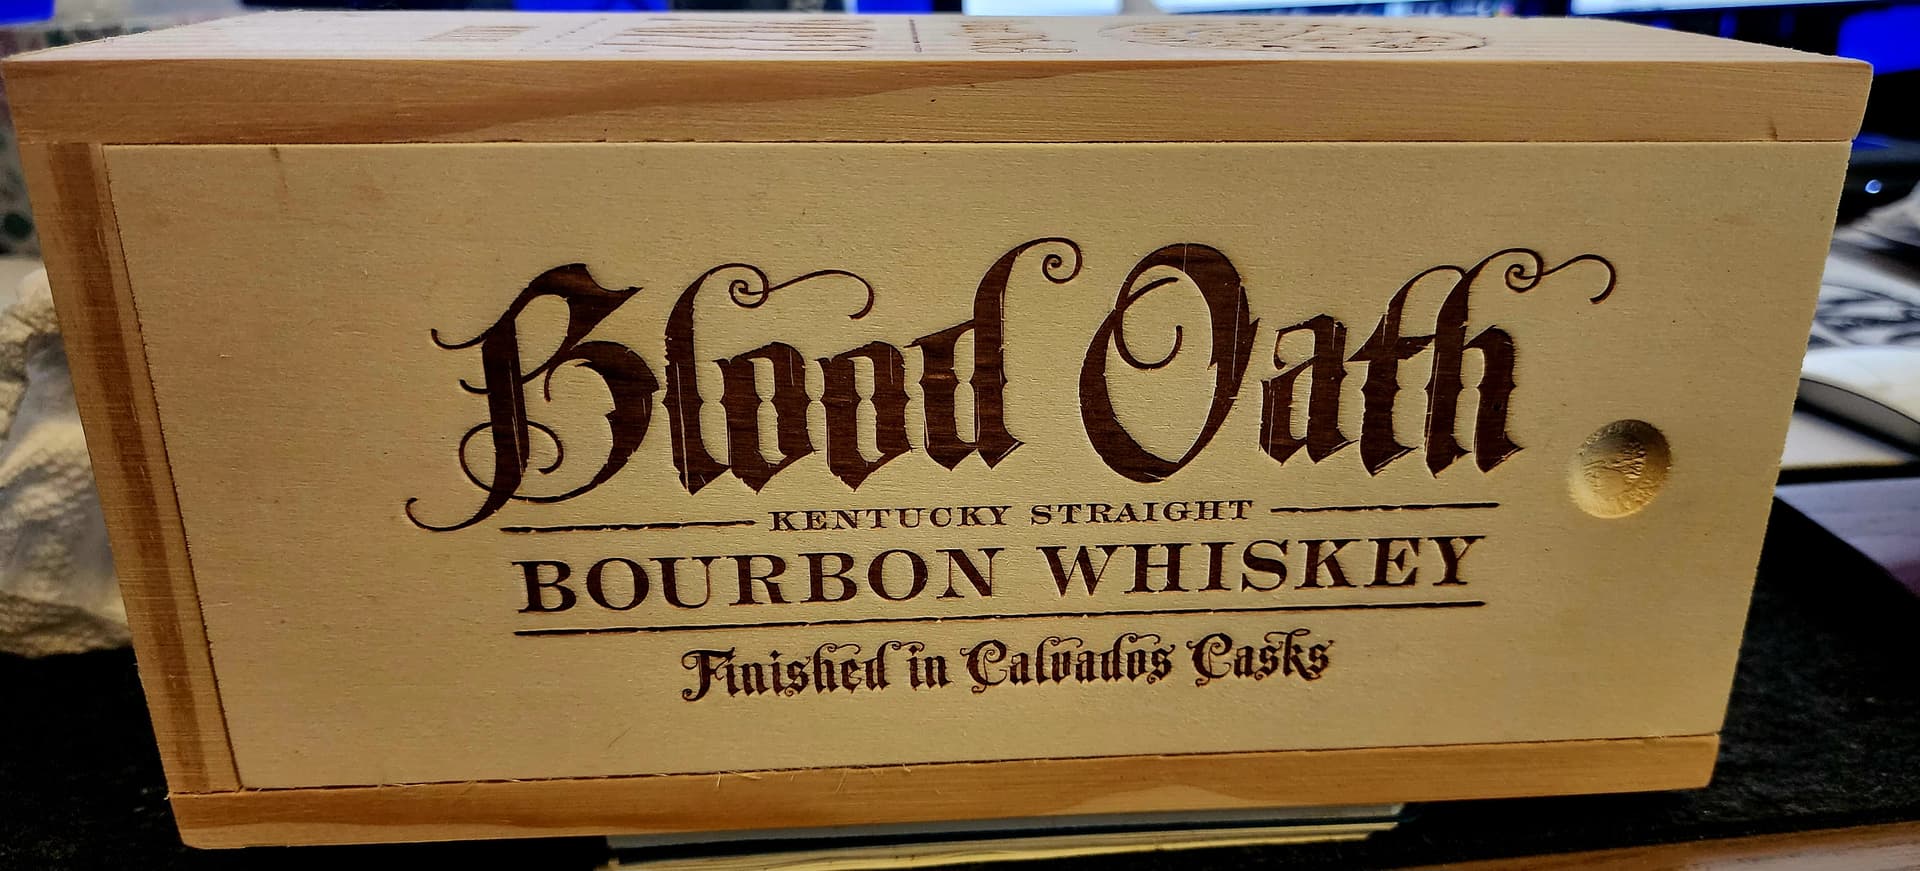 Blood Oath
KENTUCKY STRAIGHT
BOURBON WHISKEY
Finished in Calvados Casks